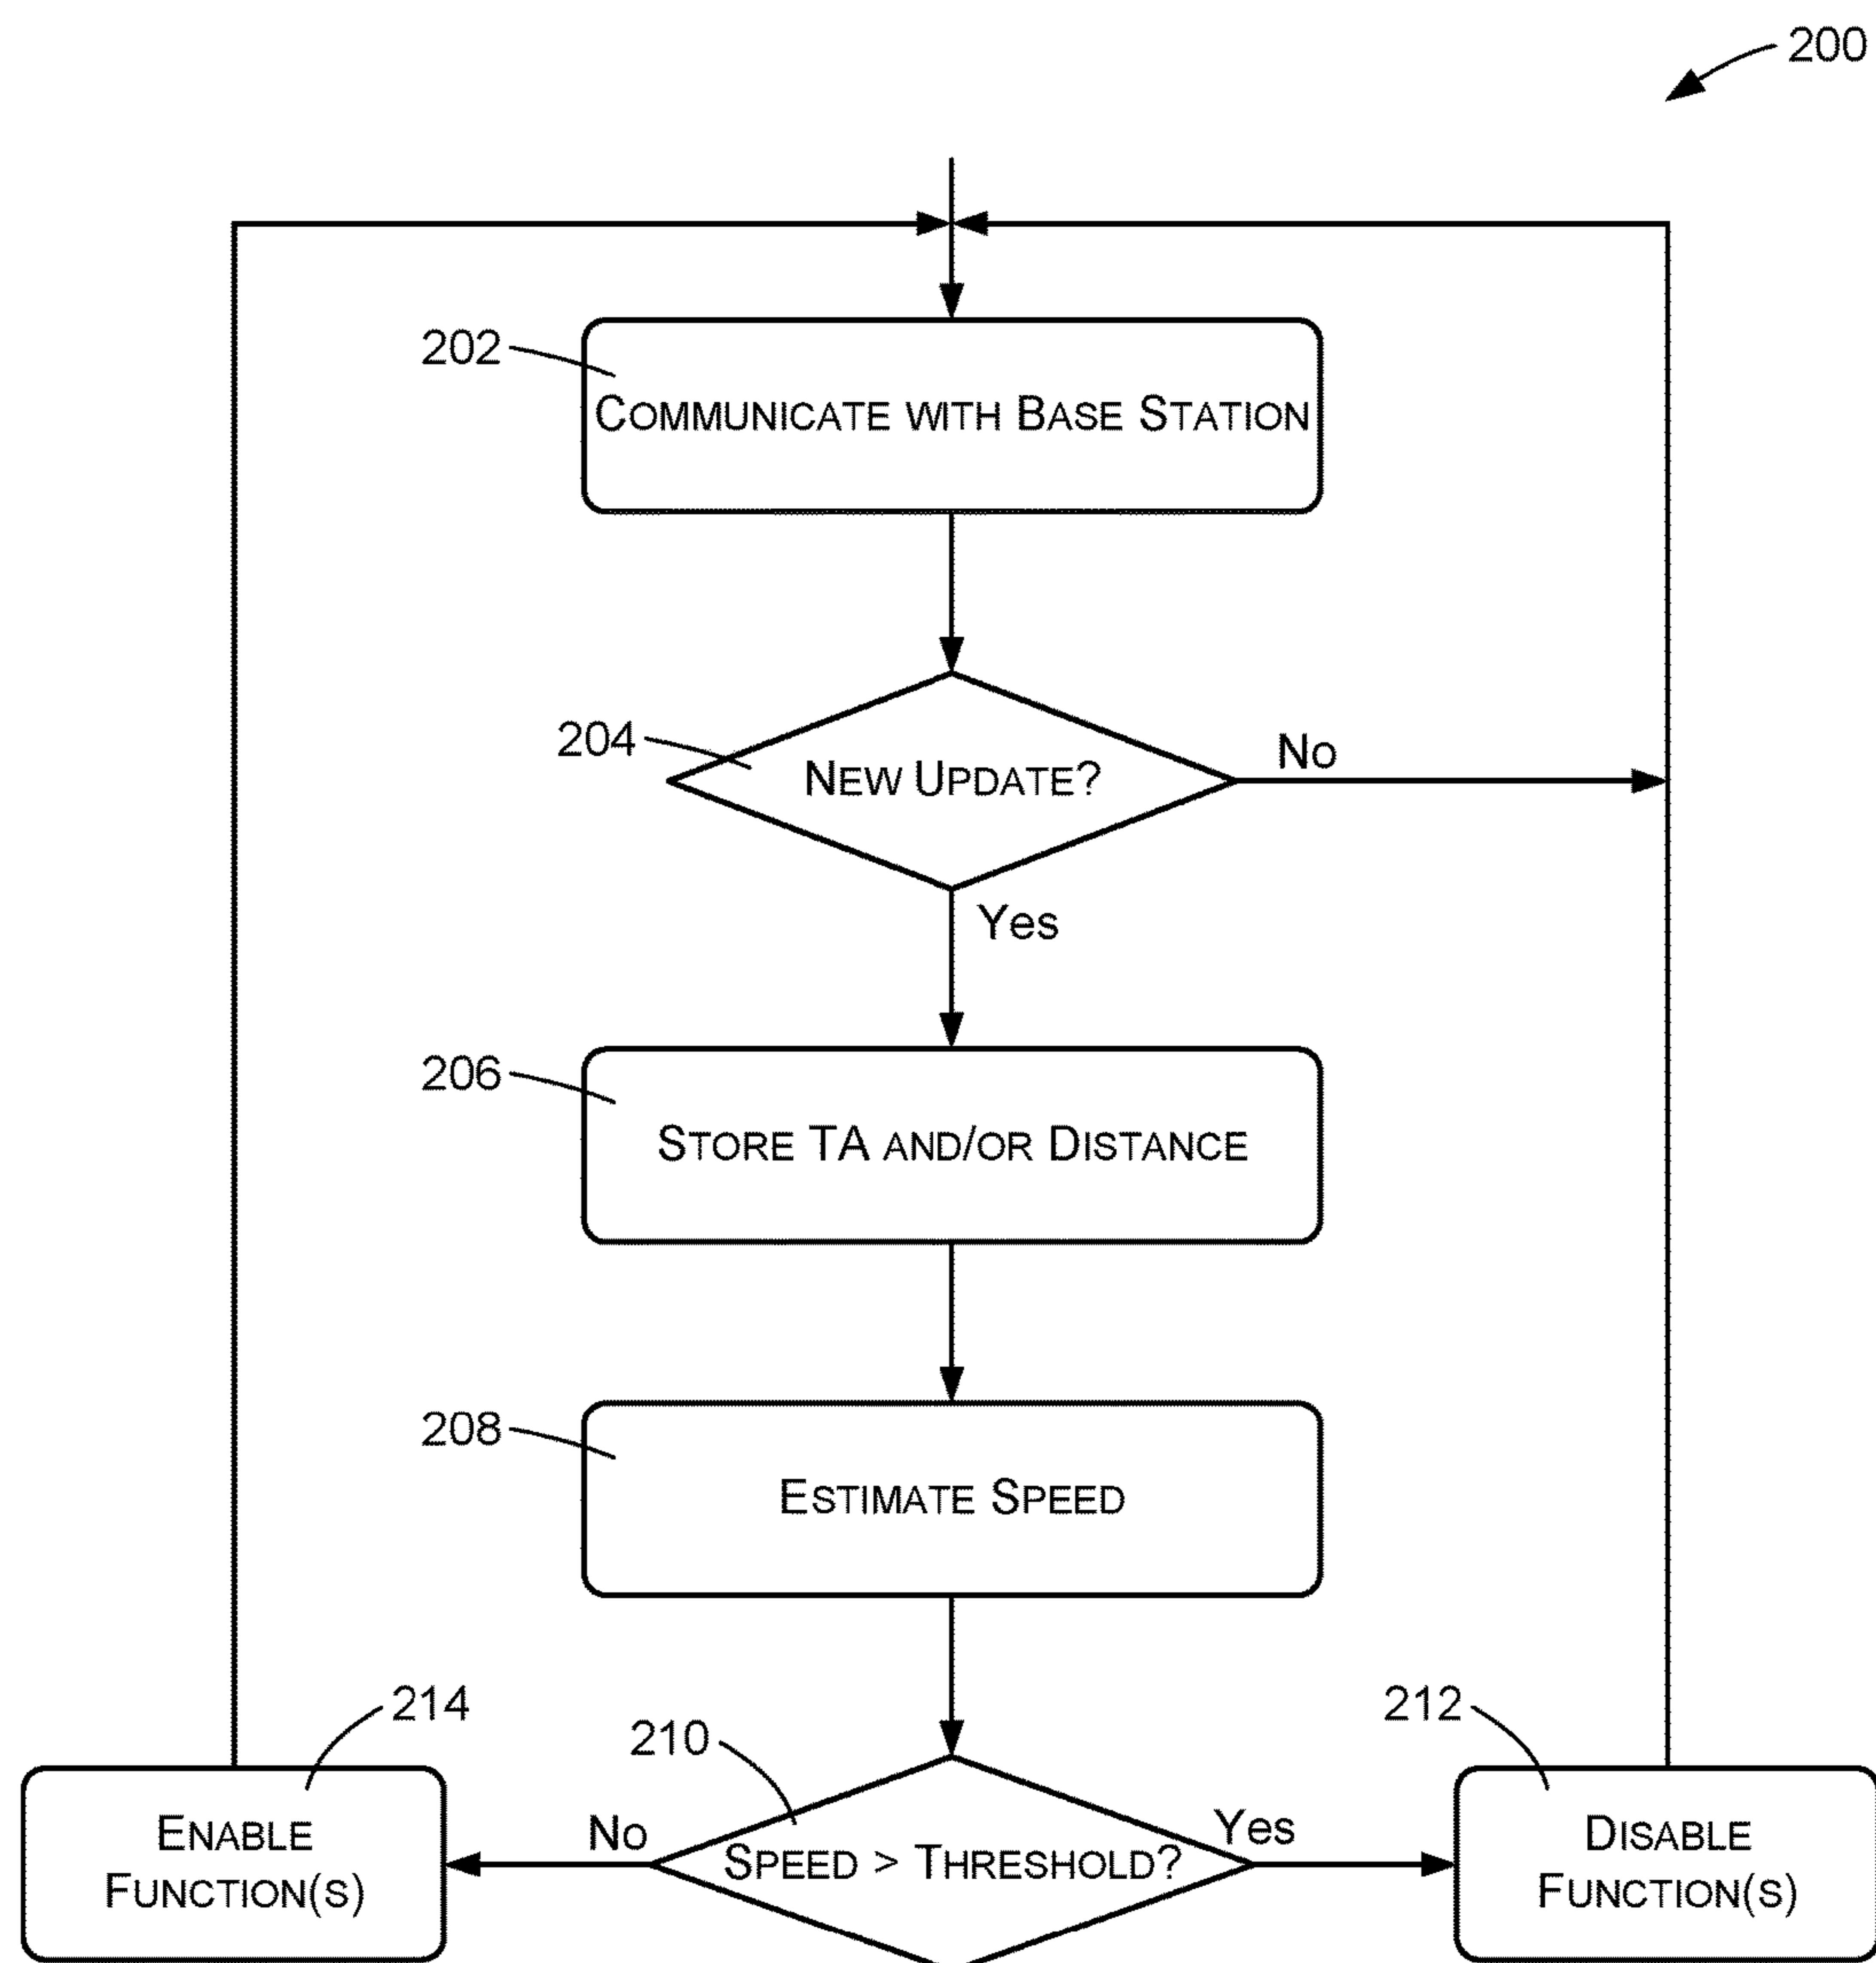 200
202
COMMUNICATE WITH BASE STATION
204
NEW UPDATE?
No
Yes
206
STORE TA AND/OR DISTANCE
208
ESTIMATE SPEED
214
210
212
ENABLE
FUNCTION(S)
No
SPEED > THRESHOLD?
Yes
DISABLE
FUNCTION(S)